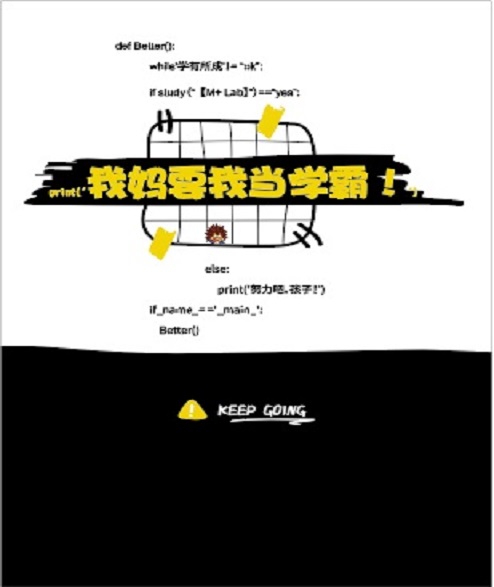 def Better():
while'学有所成'!= "ok":
if study ("【M+ Lab】") =="yes":
print("我妈要我当学霸！")
else:
print("努力吧,孩子!")
if_name_=="_main_":
Better()
KEEP GOING